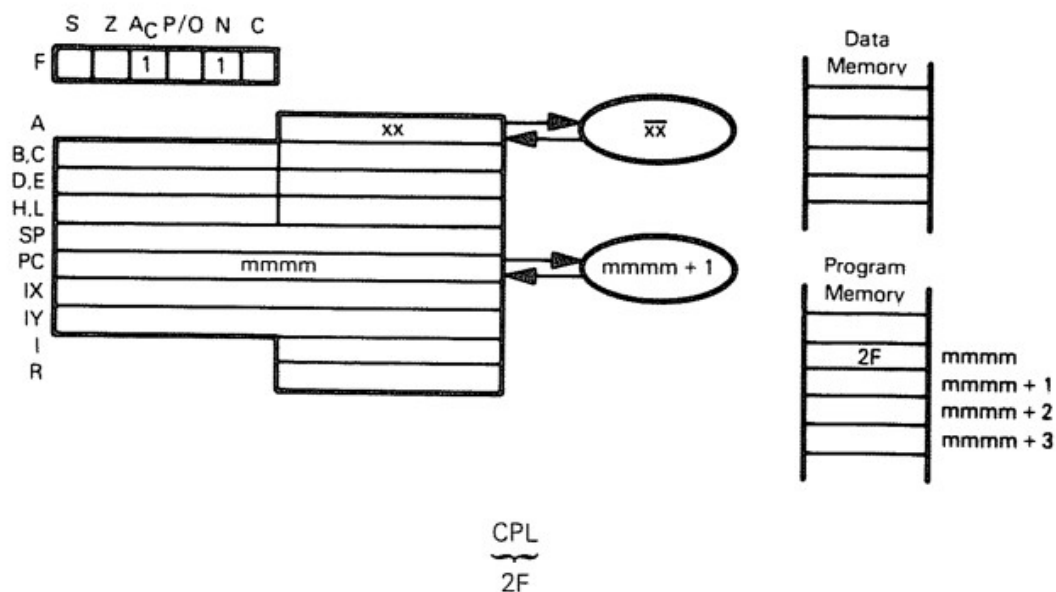 S Z AC P/O N C
F 1 1
A xx x̅x̅
B,C
D,E
H,L
SP
PC mmmm mmmm + 1
IX
IY
I
R
Data
Memory
Program
Memory
2F mmmm
mmmm + 1
mmmm + 2
mmmm + 3
CPL
2F